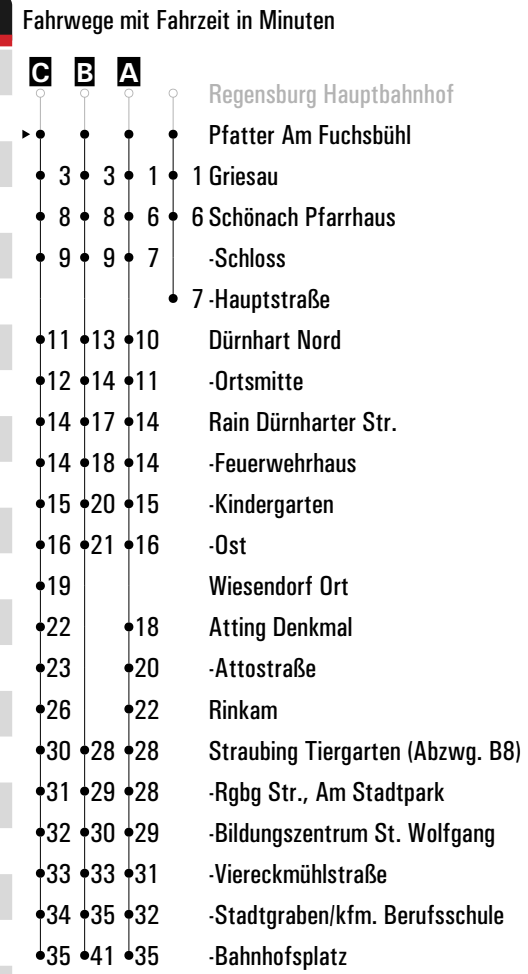 Fahrwege mit Fahrzeit in Minuten
C B A
Regensburg Hauptbahnhof
Pfatter Am Fuchsbühl
3 3 1 1 Griesau
8 8 6 6 Schönach Pfarrhaus
9 9 7 -Schloss
7 -Hauptstraße
11 13 10 Dürnhart Nord
12 14 11 -Ortsmitte
14 17 14 Rain Dürnharter Str.
14 18 14 -Feuerwehrhaus
15 20 15 -Kindergarten
16 21 16 -Ost
19 Wiesendorf Ort
22 18 Atting Denkmal
23 20 -Attostraße
26 22 Rinkam
30 28 28 Straubing Tiergarten (Abzwg. B8)
31 29 28 -Rgbg Str., Am Stadtpark
32 30 29 -Bildungszentrum St. Wolfgang
33 33 31 -Viereckmühlstraße
34 35 32 -Stadtgraben/kfm. Berufsschule
35 41 35 -Bahnhofsplatz